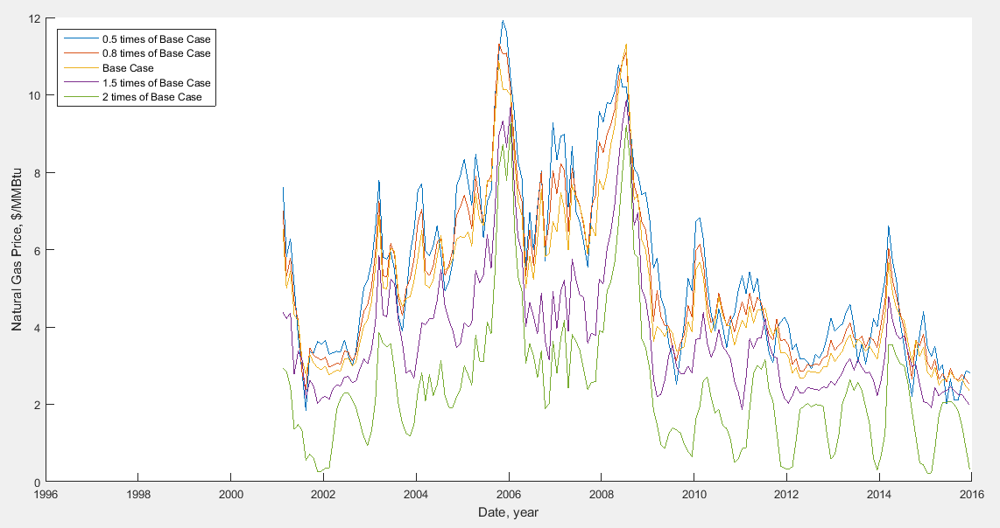 12
0.5 times of Base Case
0.8 times of Base Case
Base Case
1.5 times of Base Case
2 times of Base Case
10
8
6
4
2
0
Natural Gas Price, $/MMBtu
1996 1998 2000 2002 2004 2006 2008 2010 2012 2014 2016
Date, year